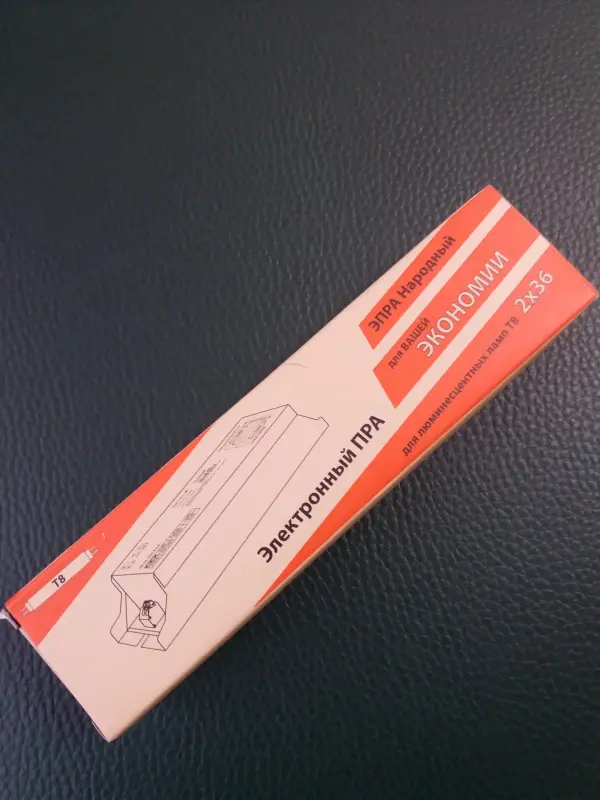 ЭПРА Народный
для ВАШЕЙ
ЭКОНОМИИ
для люминесцентных ламп Т8 2х36
Электронный ПРА
Т8